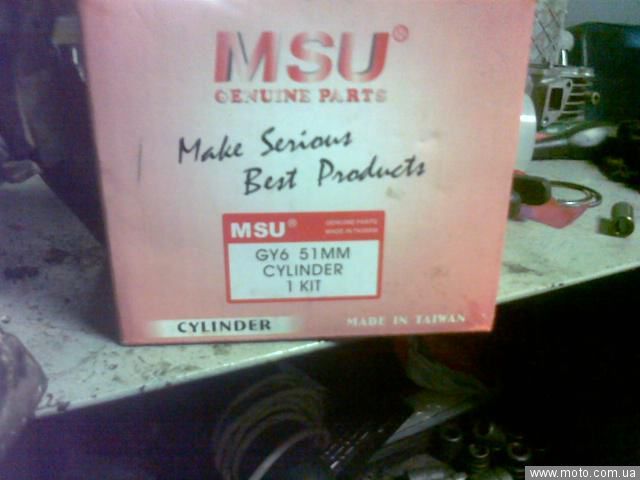 MSU®
GENUINE PARTS
Make Serious
Best Products
MSU® GENUINE PARTS
MADE IN TAIWAN
GY6 51MM
CYLINDER
1 KIT
CYLINDER MADE IN TAIWAN
www.moto.com.ua